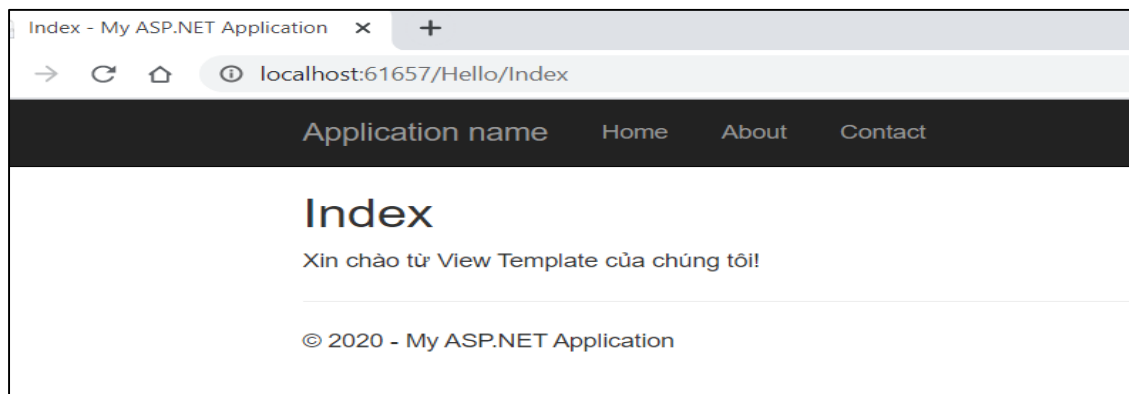 Index - My ASP.NET Application
localhost:61657/Hello/Index
Application name Home About Contact
Index
Xin chào từ View Template của chúng tôi!
© 2020 - My ASP.NET Application